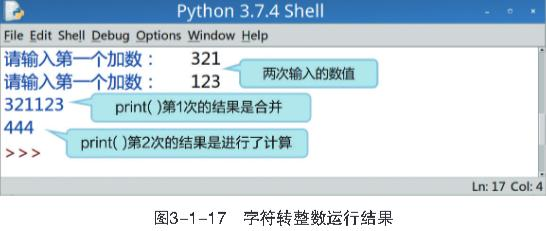 Python 3.7.4 Shell
File Edit Shell Debug Options Window Help
请输入第一个加数： 321
请输入第一个加数： 123
两次输入的数值
321123
print( )第1次的结果是合并
444
print( )第2次的结果是进行了计算
>>>
Ln: 17 Col: 4
图3-1-17 字符转整数运行结果